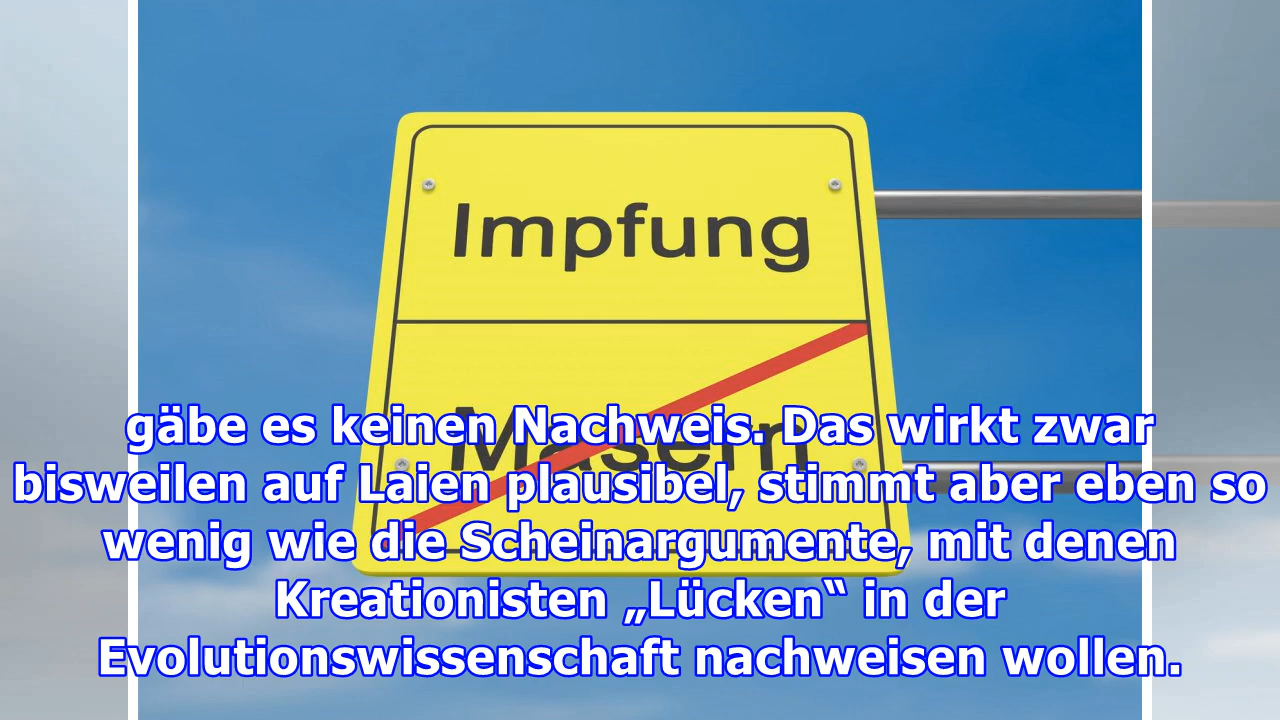 Impfung
Masern
gäbe es keinen Nachweis. Das wirkt zwar
bisweilen auf Laien plausibel, stimmt aber eben so
wenig wie die Scheinargumente, mit denen
Kreationisten „Lücken“ in der
Evolutionswissenschaft nachweisen wollen.